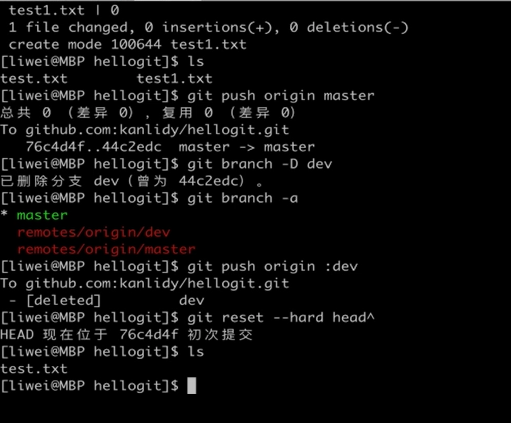 test1.txt | 0
1 file changed, 0 insertions(+), 0 deletions(-)
create mode 100644 test1.txt
[liwei@MBP hellogit]$ ls
test.txt        test1.txt
[liwei@MBP hellogit]$ git push origin master
总共 0 （差异 0），复用 0 （差异 0）
To github.com:kanlidy/hellogit.git
   76c4d4f..44c2edc  master -> master
[liwei@MBP hellogit]$ git branch -D dev
已删除分支 dev（曾为 44c2edc）。
[liwei@MBP hellogit]$ git branch -a
* master
  remotes/origin/dev
  remotes/origin/master
[liwei@MBP hellogit]$ git push origin :dev
To github.com:kanlidy/hellogit.git
 - [deleted]         dev
[liwei@MBP hellogit]$ git reset --hard head^
HEAD 现在位于 76c4d4f 初次提交
[liwei@MBP hellogit]$ ls
test.txt
[liwei@MBP hellogit]$